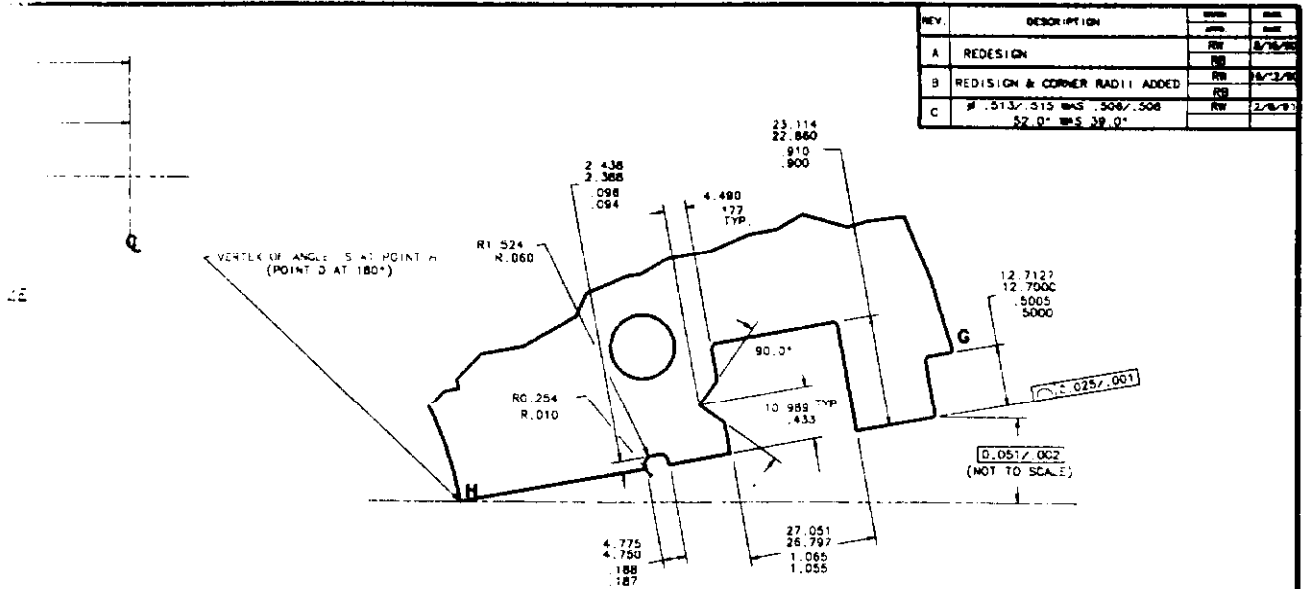 REV. DESCRIPTION
A REDESIGN RW
RB
B REDISIGN & CORNER RADII ADDED RW
RB
C Ø .513/.515 WAS .506/.508 RW
52.0° WAS 39.0°
23.114
22.860
.910
.900
2.438
2.388
.096
.094
4.490
.177
TYP.
R1.524
R.060
VERTEX OF ANGLE IS AT POINT H
(POINT D AT 180°)
12.7127
12.7000
.5005
.5000
G
90.0°
0.025/.001
R0.254
R.010
10.989 TYP
.433
0.051/.002
(NOT TO SCALE)
H
27.051
26.797
1.065
1.055
4.775
4.750
.188
.187